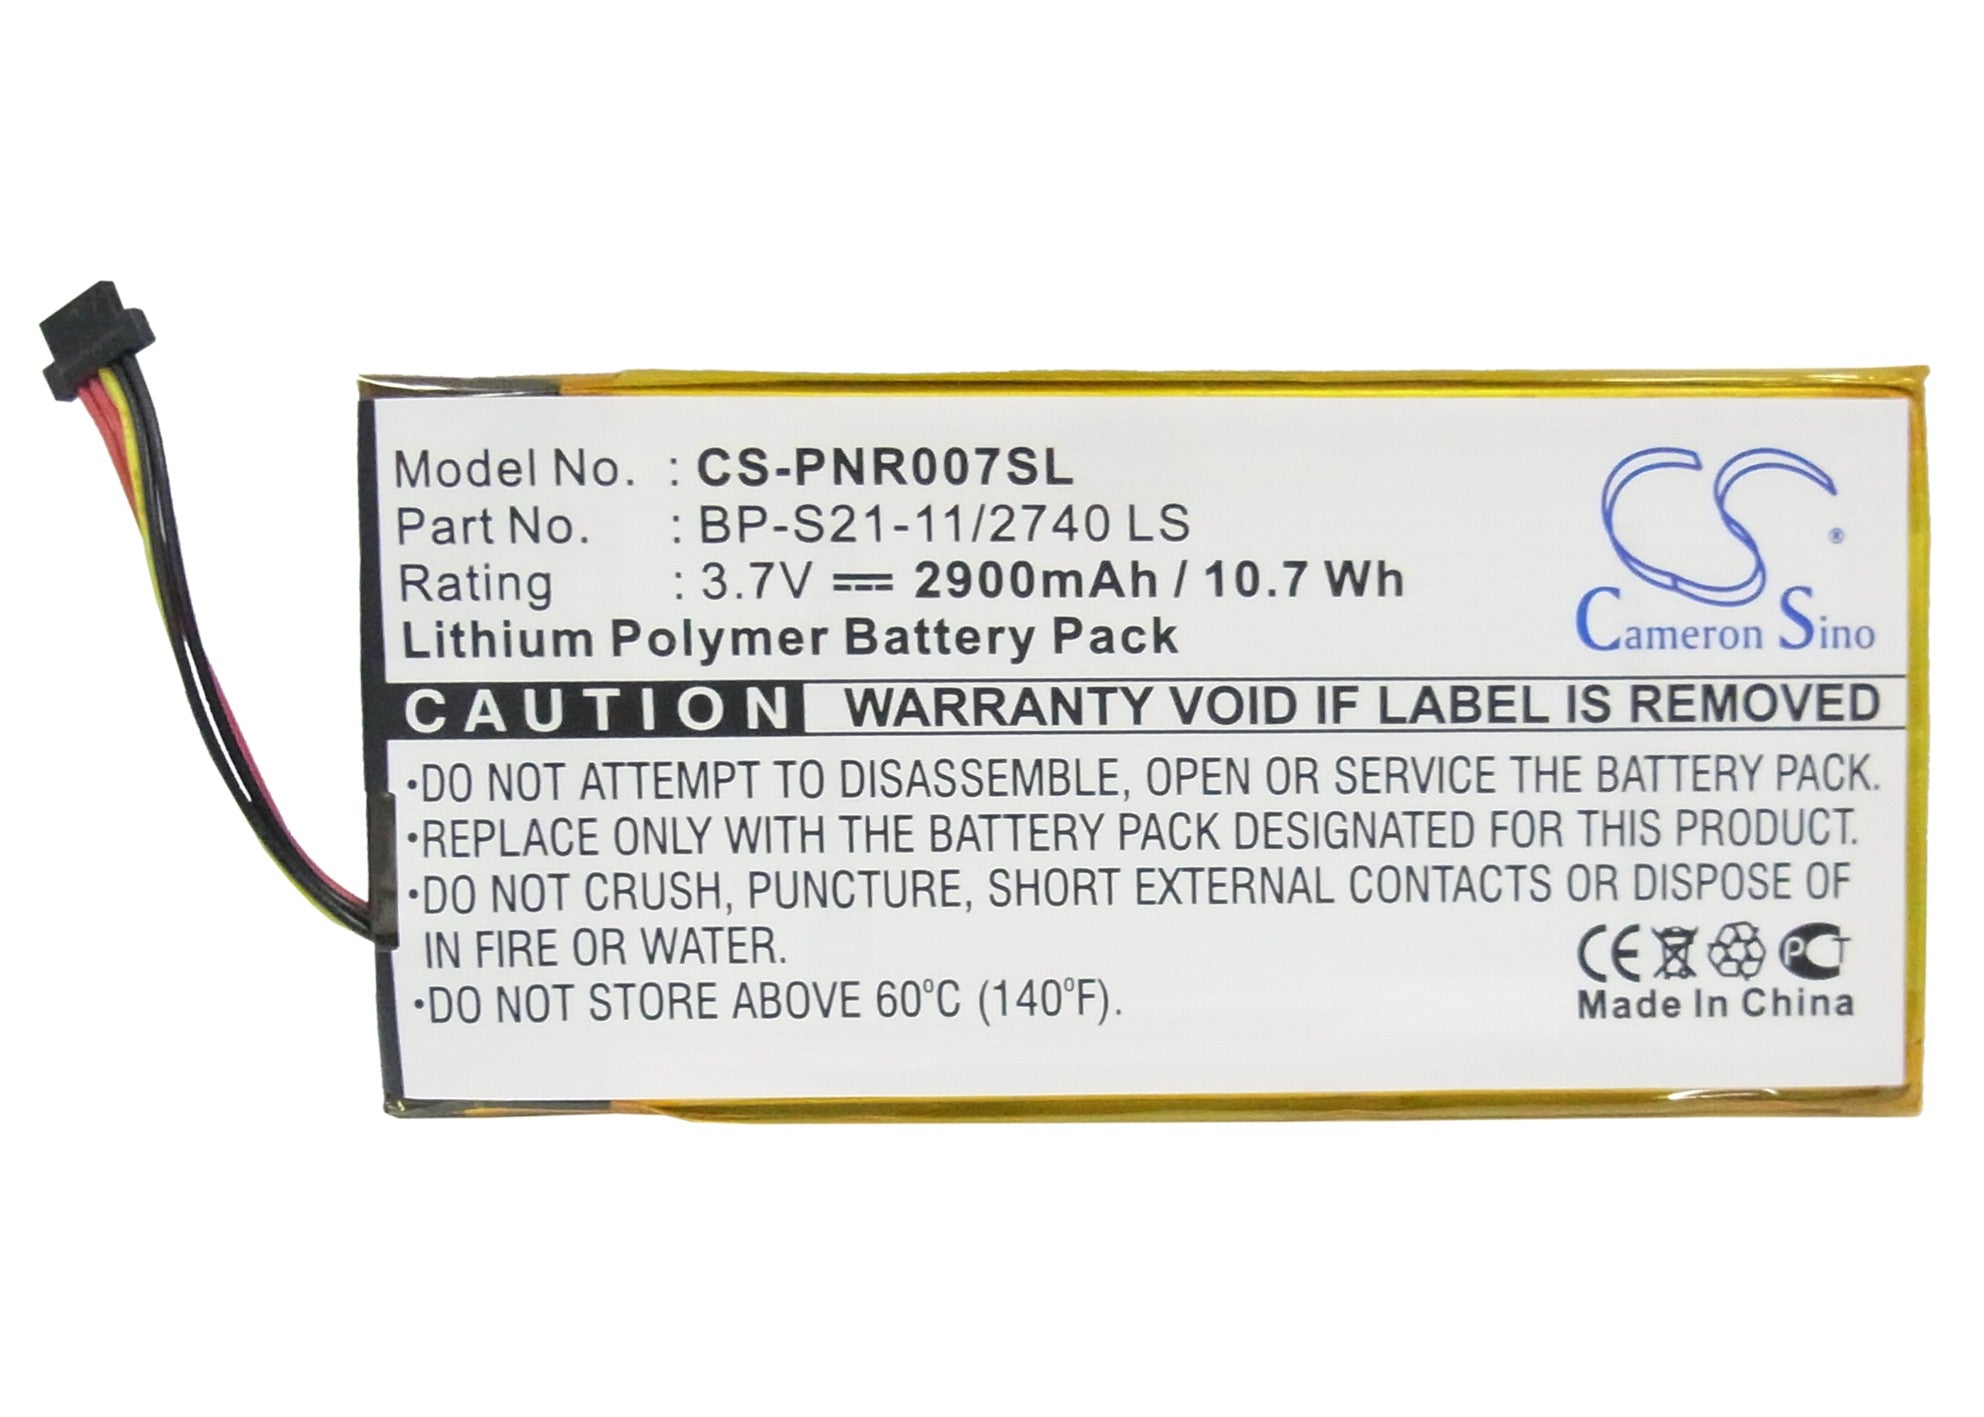 Model No. : CS-PNR007SL
Part No. : BP-S21-11/2740 LS
Rating : 3.7V 2900mAh / 10.7 Wh
Lithium Polymer Battery Pack
CS ®
Cameron Sino
CAUTION WARRANTY VOID IF LABEL IS REMOVED
•DO NOT ATTEMPT TO DISASSEMBLE, OPEN OR SERVICE THE BATTERY PACK.
•REPLACE ONLY WITH THE BATTERY PACK DESIGNATED FOR THIS PRODUCT.
•DO NOT CRUSH, PUNCTURE, SHORT EXTERNAL CONTACTS OR DISPOSE OF
IN FIRE OR WATER.
•DO NOT STORE ABOVE 60°C (140°F).
CE PCT
Made In China